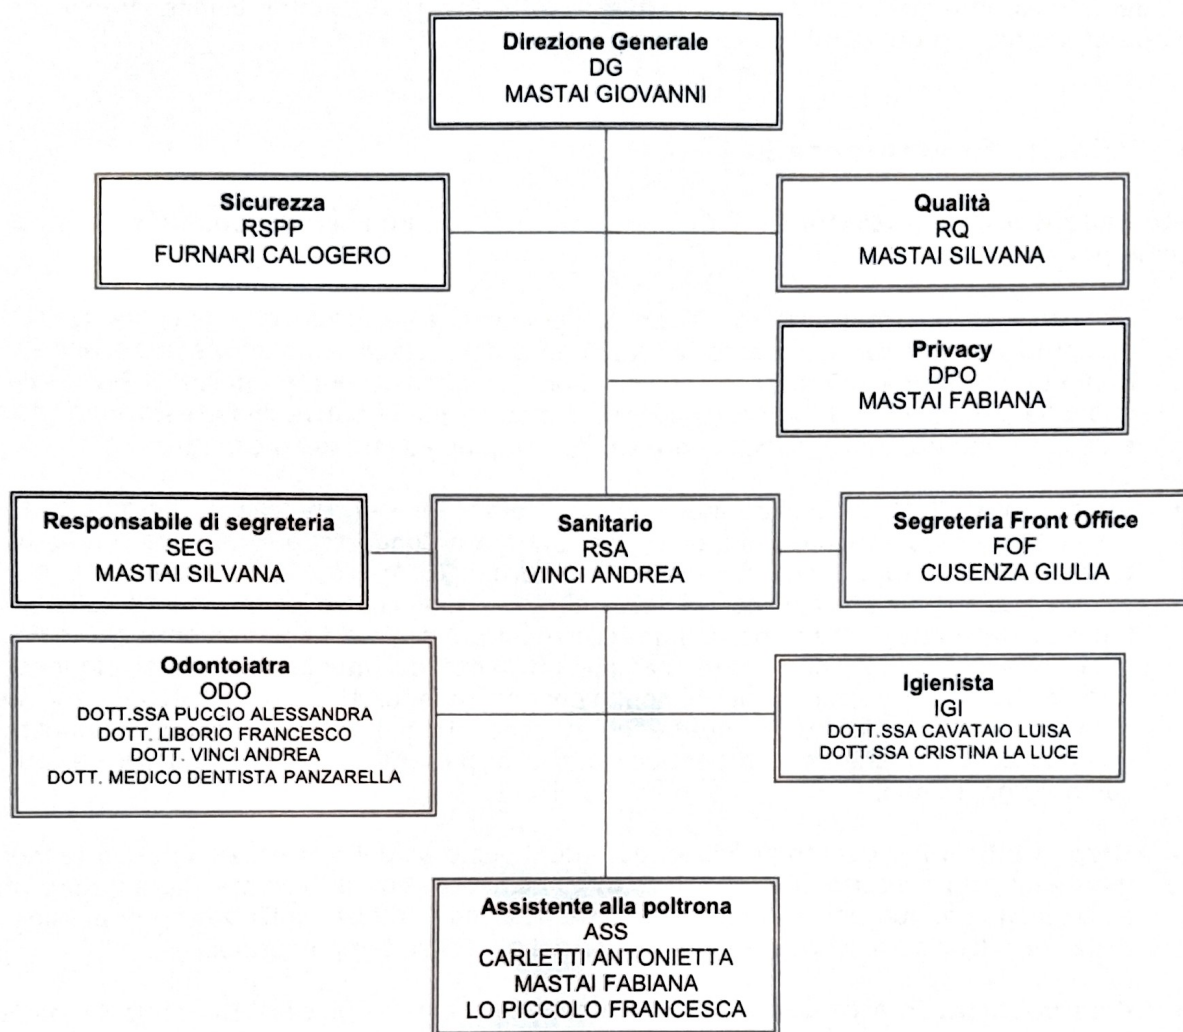 Direzione Generale
DG
MASTAI GIOVANNI
Sicurezza
RSPP
FURNARI CALOGERO
Qualità
RQ
MASTAI SILVANA
Privacy
DPO
MASTAI FABIANA
Responsabile di segreteria
SEG
MASTAI SILVANA
Sanitario
RSA
VINCI ANDREA
Segreteria Front Office
FOF
CUSENZA GIULIA
Odontoiatra
ODO
DOTT.SSA PUCCIO ALESSANDRA
DOTT. LIBORIO FRANCESCO
DOTT. VINCI ANDREA
DOTT. MEDICO DENTISTA PANZARELLA
Igienista
IGI
DOTT.SSA CAVATAIO LUISA
DOTT.SSA CRISTINA LA LUCE
Assistente alla poltrona
ASS
CARLETTI ANTONIETTA
MASTAI FABIANA
LO PICCOLO FRANCESCA